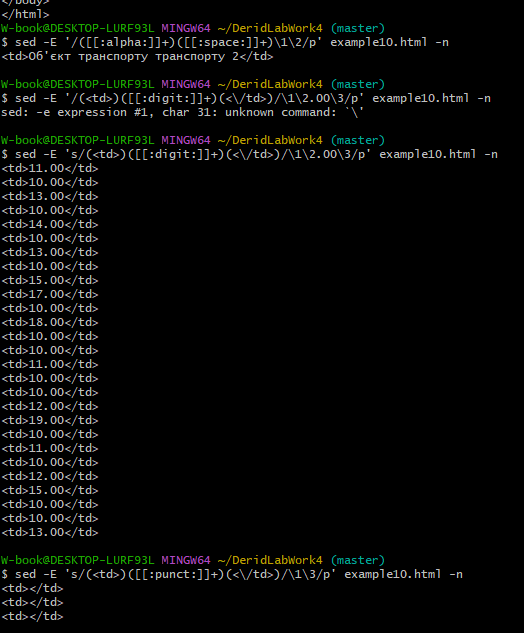 </body>
</html>
W-book@DESKTOP-LURF93L MINGW64 ~/DeridLabWork4 (master)
$ sed -E '/([[:alpha:]]+)([[:space:]]+)\1\2/p' example10.html -n
<td>Об'єкт транспорту транспорту 2</td>
W-book@DESKTOP-LURF93L MINGW64 ~/DeridLabWork4 (master)
$ sed -E '/(<td>)([[:digit:]]+)(<\/td>)/\1\2.00\3/p' example10.html -n
sed: -e expression #1, char 31: unknown command: `\'
W-book@DESKTOP-LURF93L MINGW64 ~/DeridLabWork4 (master)
$ sed -E 's/(<td>)([[:digit:]]+)(<\/td>)/\1\2.00\3/p' example10.html -n
<td>11.00</td>
<td>10.00</td>
<td>13.00</td>
<td>10.00</td>
<td>14.00</td>
<td>10.00</td>
<td>13.00</td>
<td>10.00</td>
<td>15.00</td>
<td>17.00</td>
<td>10.00</td>
<td>18.00</td>
<td>10.00</td>
<td>10.00</td>
<td>11.00</td>
<td>10.00</td>
<td>10.00</td>
<td>12.00</td>
<td>19.00</td>
<td>10.00</td>
<td>11.00</td>
<td>10.00</td>
<td>12.00</td>
<td>15.00</td>
<td>10.00</td>
<td>10.00</td>
<td>13.00</td>
W-book@DESKTOP-LURF93L MINGW64 ~/DeridLabWork4 (master)
$ sed -E 's/(<td>)([[:punct:]]+)(<\/td>)/\1\3/p' example10.html -n
<td></td>
<td></td>
<td></td>